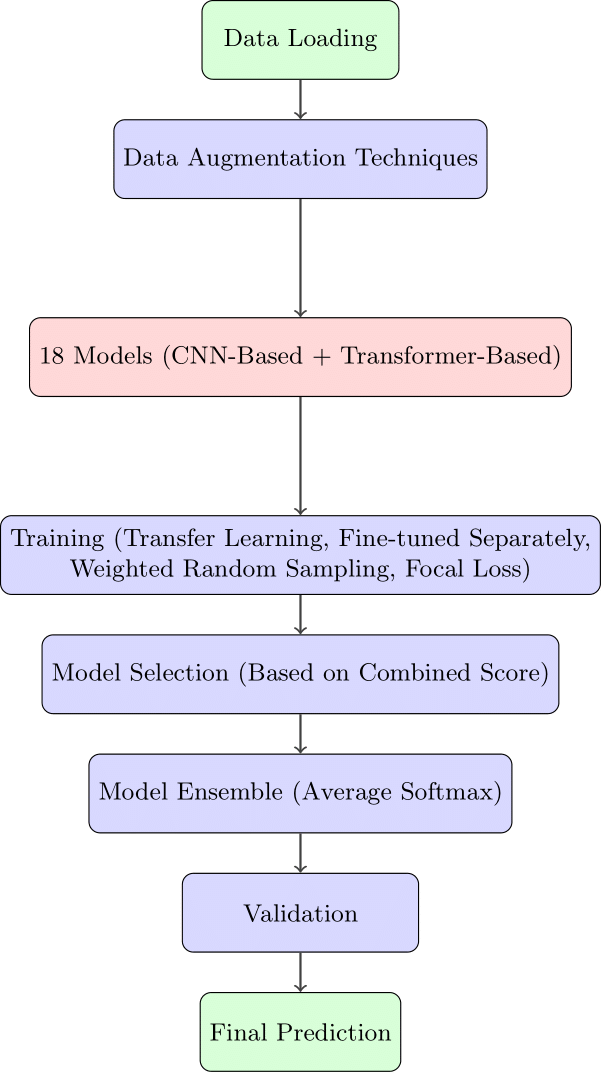 Data Loading
Data Augmentation Techniques
18 Models (CNN-Based + Transformer-Based)
Training (Transfer Learning, Fine-tuned Separately,
Weighted Random Sampling, Focal Loss)
Model Selection (Based on Combined Score)
Model Ensemble (Average Softmax)
Validation
Final Prediction